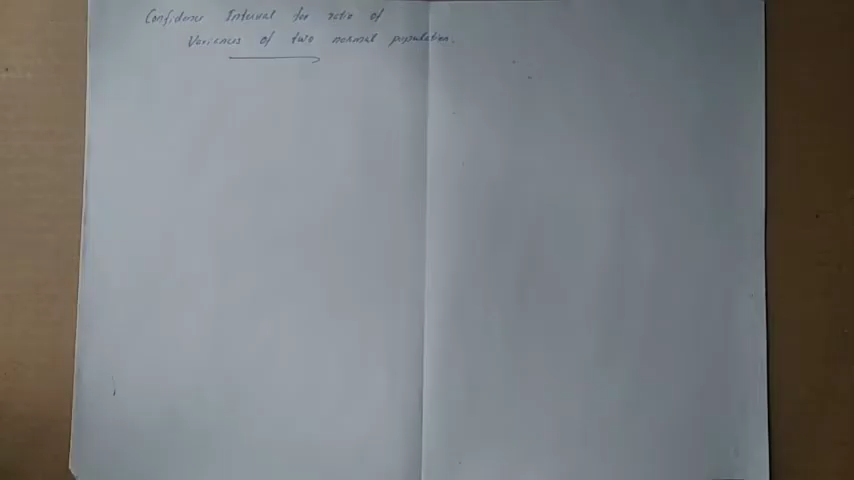 Confidence Interval for ratio of
Variances of two normal population.